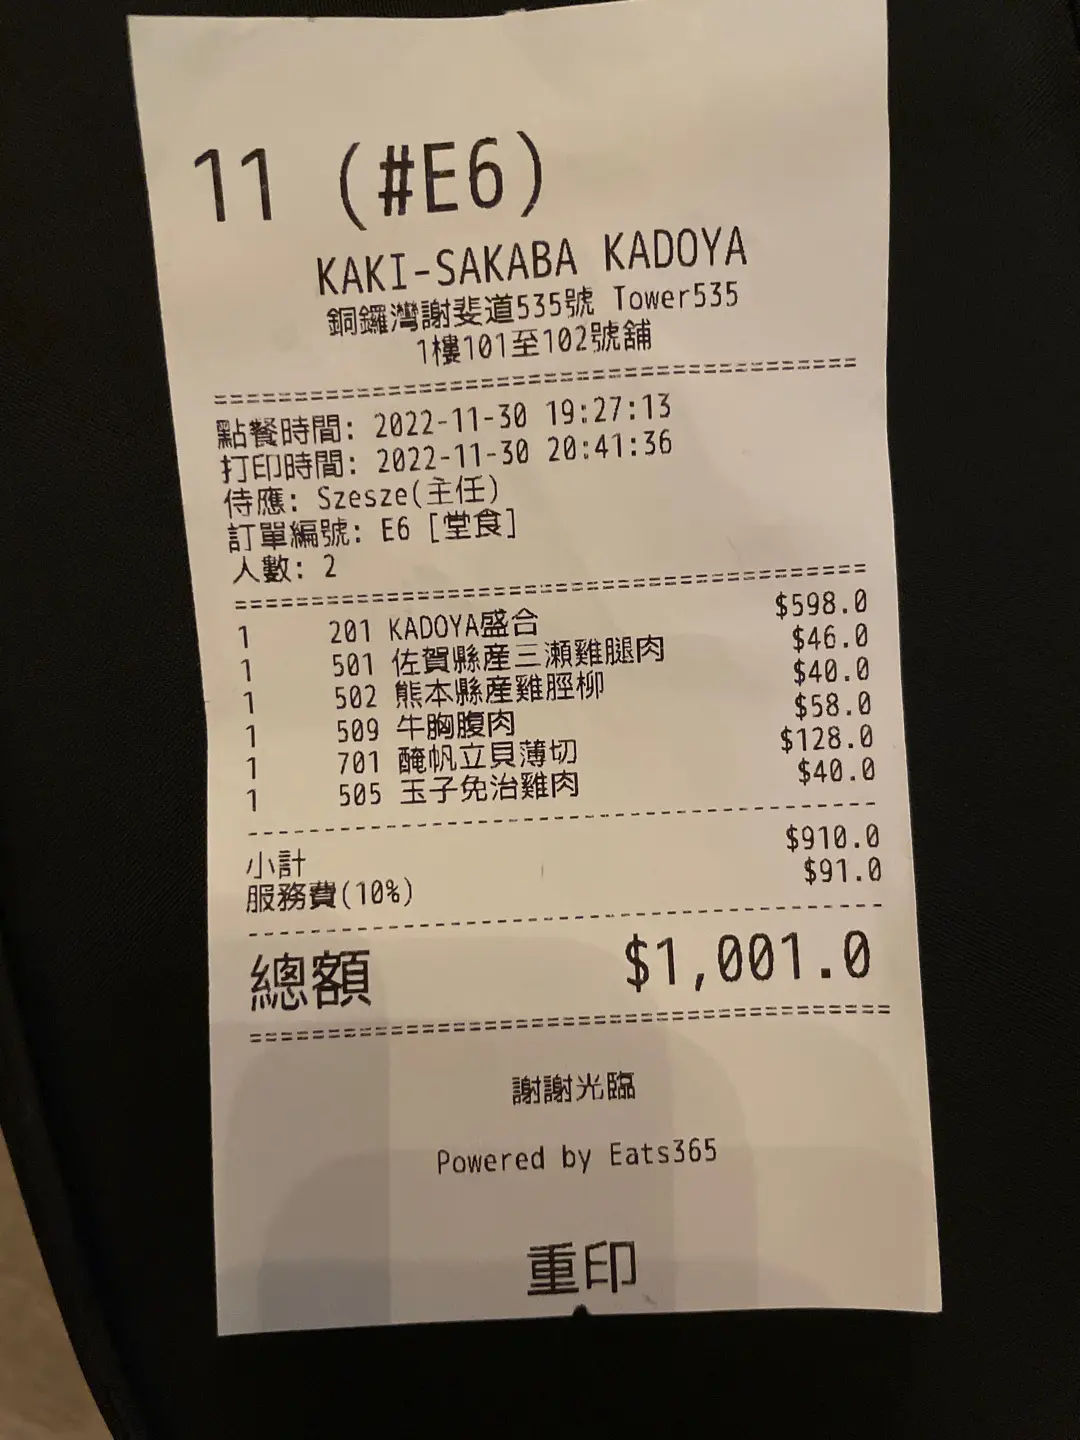 11 (#E6)
KAKI-SAKABA KADOYA
銅鑼灣謝斐道535號 Tower535
1樓101至102號舖
===========================================
點餐時間: 2022-11-30 19:27:13
打印時間: 2022-11-30 20:41:36
侍應: Szesze(主任)
訂單編號: E6 [堂食]
人數: 2
===========================================
1 201 KADOYA盛合 $598.0
1 501 佐賀縣産三瀬雞腿肉 $46.0
1 502 熊本縣産雞脛柳 $40.0
1 509 牛胸腹肉 $58.0
1 701 醃帆立貝薄切 $128.0
1 505 玉子免治雞肉 $40.0
-------------------------------------------
小計 $910.0
服務費(10%) $91.0
-------------------------------------------
總額 $1,001.0
===========================================
謝謝光臨
Powered by Eats365
重印